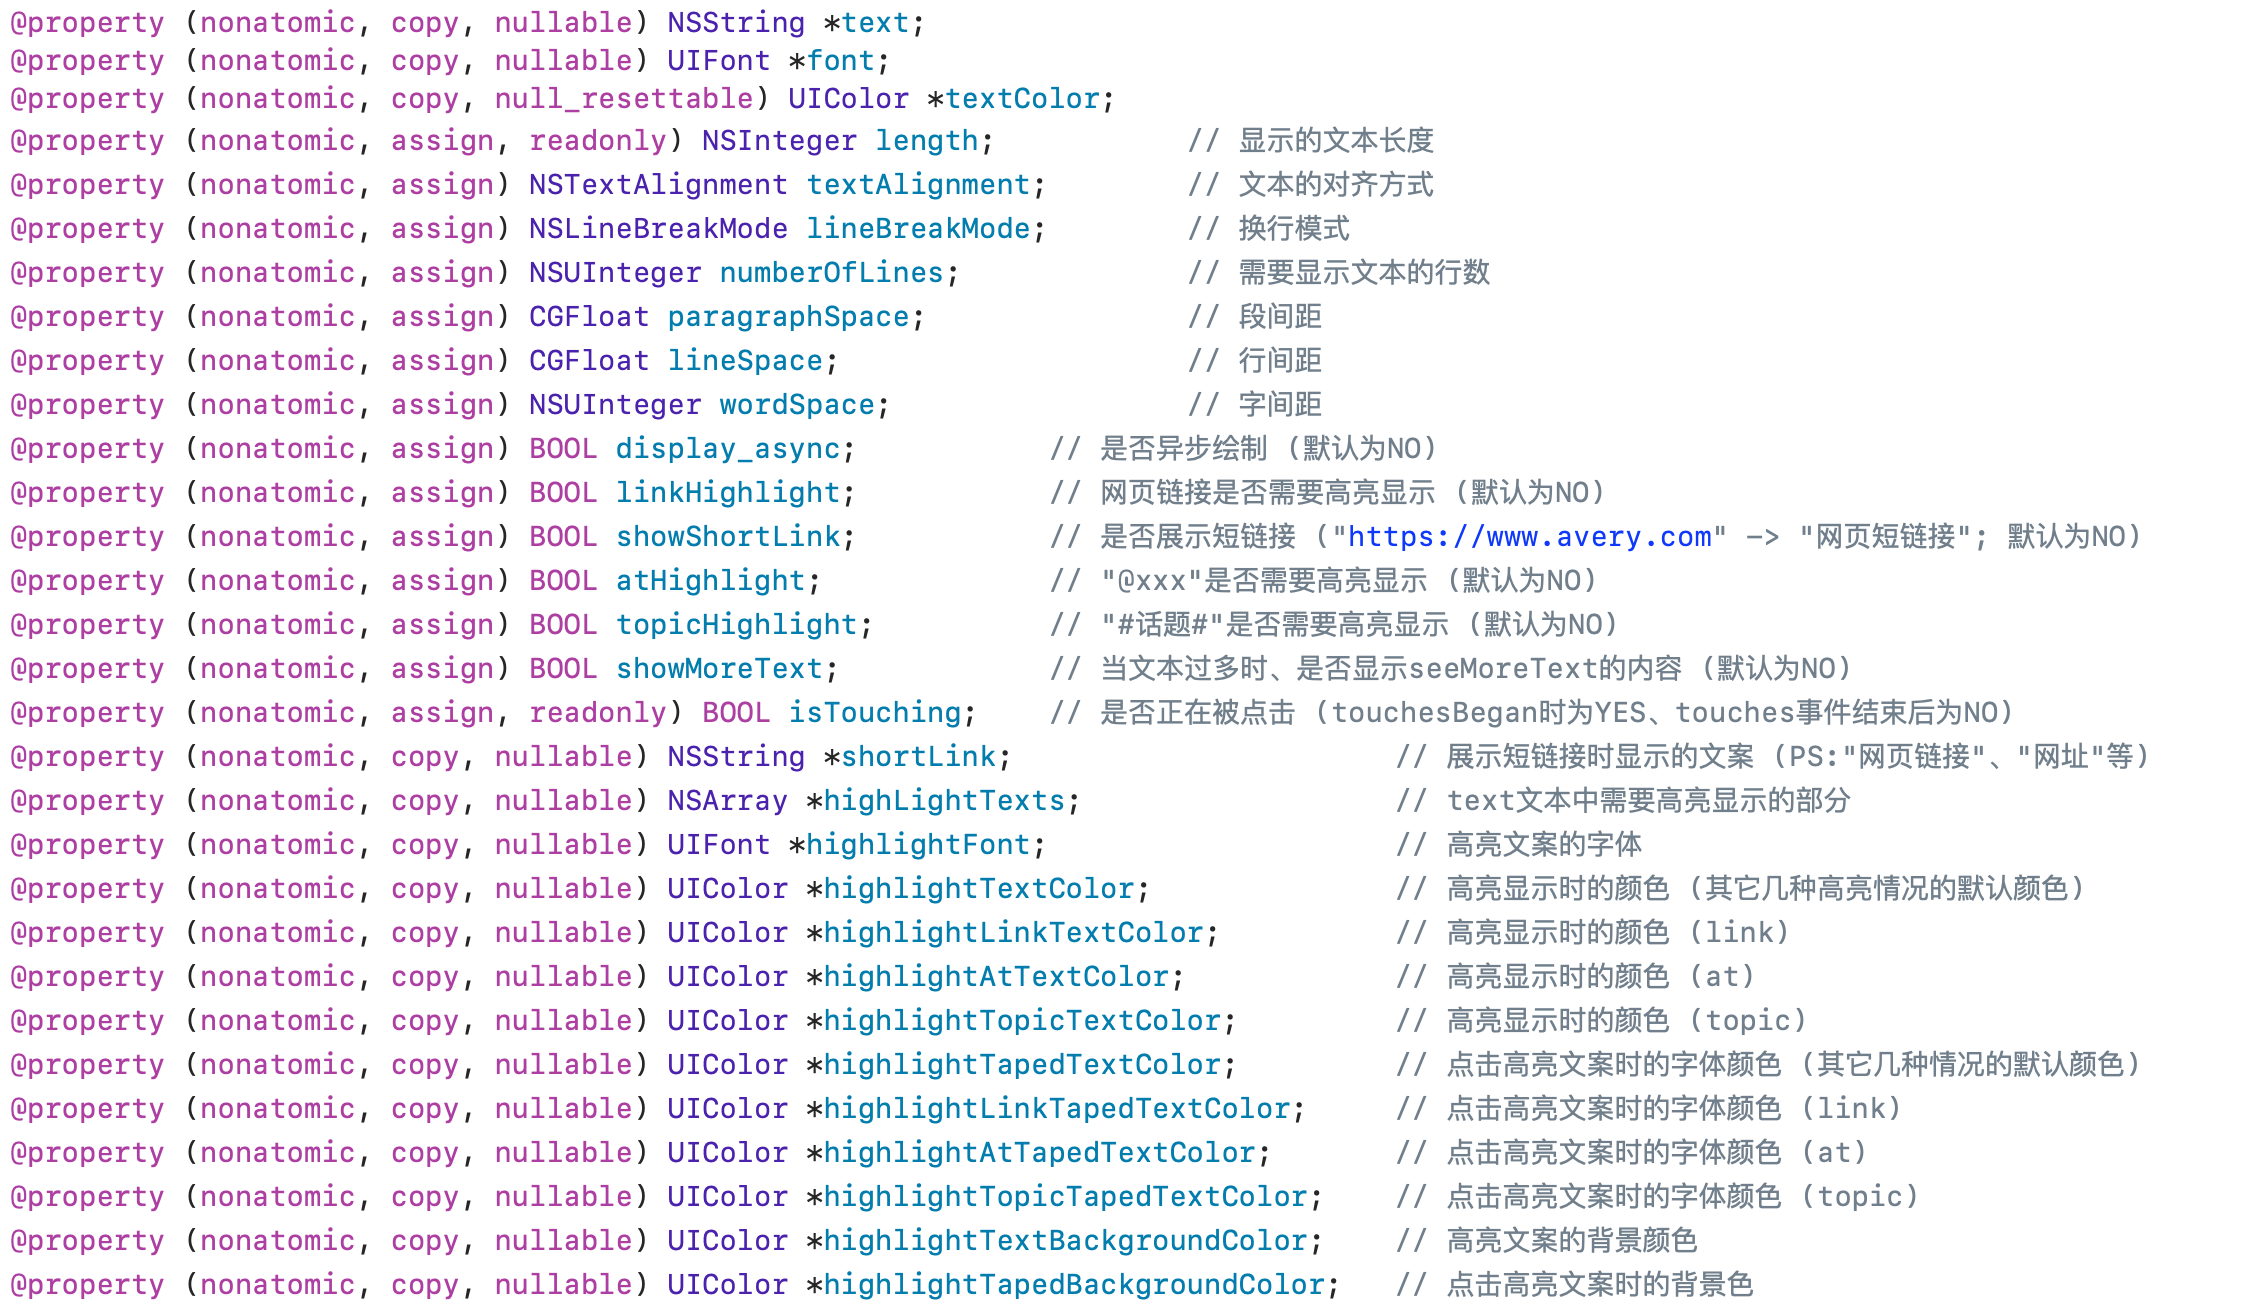 @property (nonatomic, copy, nullable) NSString *text;
@property (nonatomic, copy, nullable) UIFont *font;
@property (nonatomic, copy, null_resettable) UIColor *textColor;
@property (nonatomic, assign, readonly) NSInteger length; // 显示的文本长度
@property (nonatomic, assign) NSTextAlignment textAlignment; // 文本的对齐方式
@property (nonatomic, assign) NSLineBreakMode lineBreakMode; // 换行模式
@property (nonatomic, assign) NSUInteger numberOfLines; // 需要显示文本的行数
@property (nonatomic, assign) CGFloat paragraphSpace; // 段间距
@property (nonatomic, assign) CGFloat lineSpace; // 行间距
@property (nonatomic, assign) NSUInteger wordSpace; // 字间距
@property (nonatomic, assign) BOOL display_async; // 是否异步绘制 (默认为NO)
@property (nonatomic, assign) BOOL linkHighlight; // 网页链接是否需要高亮显示 (默认为NO)
@property (nonatomic, assign) BOOL showShortLink; // 是否展示短链接 ("https://www.avery.com" -> "网页短链接"; 默认为NO)
@property (nonatomic, assign) BOOL atHighlight; // "@xxx"是否需要高亮显示 (默认为NO)
@property (nonatomic, assign) BOOL topicHighlight; // "#话题#"是否需要高亮显示 (默认为NO)
@property (nonatomic, assign) BOOL showMoreText; // 当文本过多时、是否显示seeMoreText的内容 (默认为NO)
@property (nonatomic, assign, readonly) BOOL isTouching; // 是否正在被点击 (touchesBegan时为YES、touches事件结束后为NO)
@property (nonatomic, copy, nullable) NSString *shortLink; // 展示短链接时显示的文案 (PS:"网页链接"、"网址"等)
@property (nonatomic, copy, nullable) NSArray *highLightTexts; // text文本中需要高亮显示的部分
@property (nonatomic, copy, nullable) UIFont *highlightFont; // 高亮文案的字体
@property (nonatomic, copy, nullable) UIColor *highlightTextColor; // 高亮显示时的颜色 (其它几种高亮情况的默认颜色)
@property (nonatomic, copy, nullable) UIColor *highlightLinkTextColor; // 高亮显示时的颜色 (link)
@property (nonatomic, copy, nullable) UIColor *highlightAtTextColor; // 高亮显示时的颜色 (at)
@property (nonatomic, copy, nullable) UIColor *highlightTopicTextColor; // 高亮显示时的颜色 (topic)
@property (nonatomic, copy, nullable) UIColor *highlightTapedTextColor; // 点击高亮文案时的字体颜色 (其它几种情况的默认颜色)
@property (nonatomic, copy, nullable) UIColor *highlightLinkTapedTextColor; // 点击高亮文案时的字体颜色 (link)
@property (nonatomic, copy, nullable) UIColor *highlightAtTapedTextColor; // 点击高亮文案时的字体颜色 (at)
@property (nonatomic, copy, nullable) UIColor *highlightTopicTapedTextColor; // 点击高亮文案时的字体颜色 (topic)
@property (nonatomic, copy, nullable) UIColor *highlightTextBackgroundColor; // 高亮文案的背景颜色
@property (nonatomic, copy, nullable) UIColor *highlightTapedBackgroundColor; // 点击高亮文案时的背景色